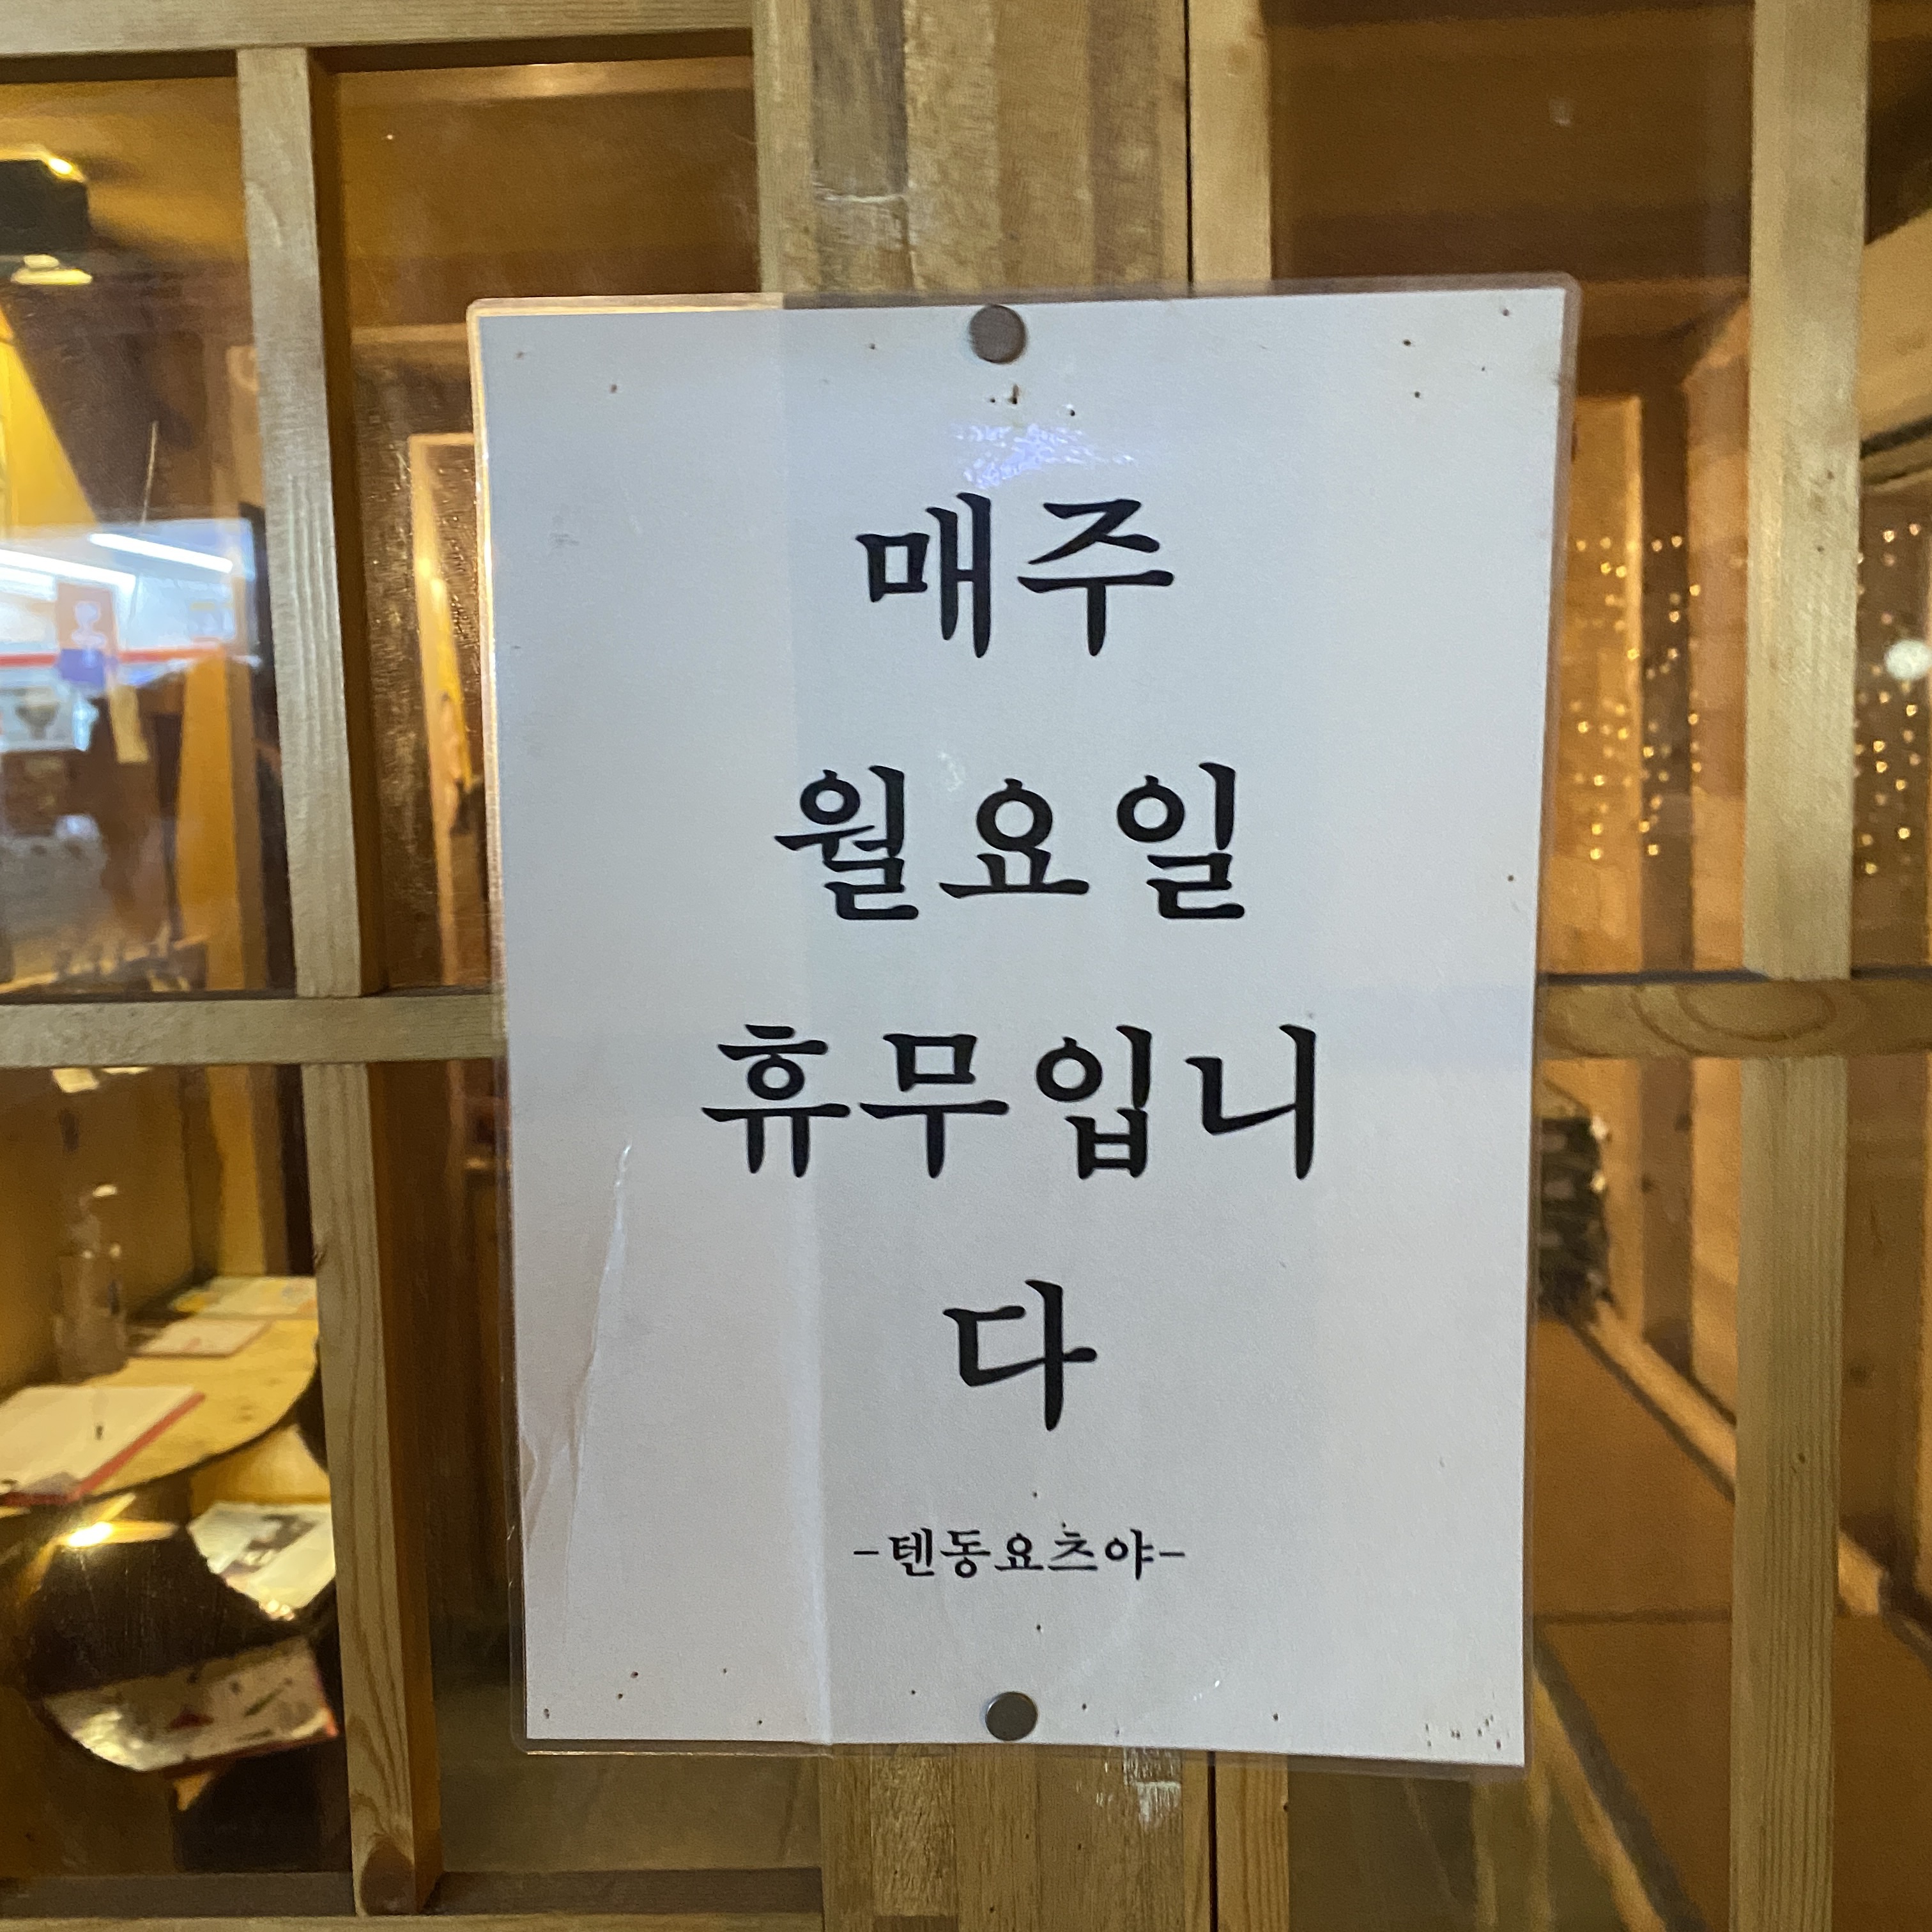 매주
월요일
휴무입니
다
-텐동요츠야-